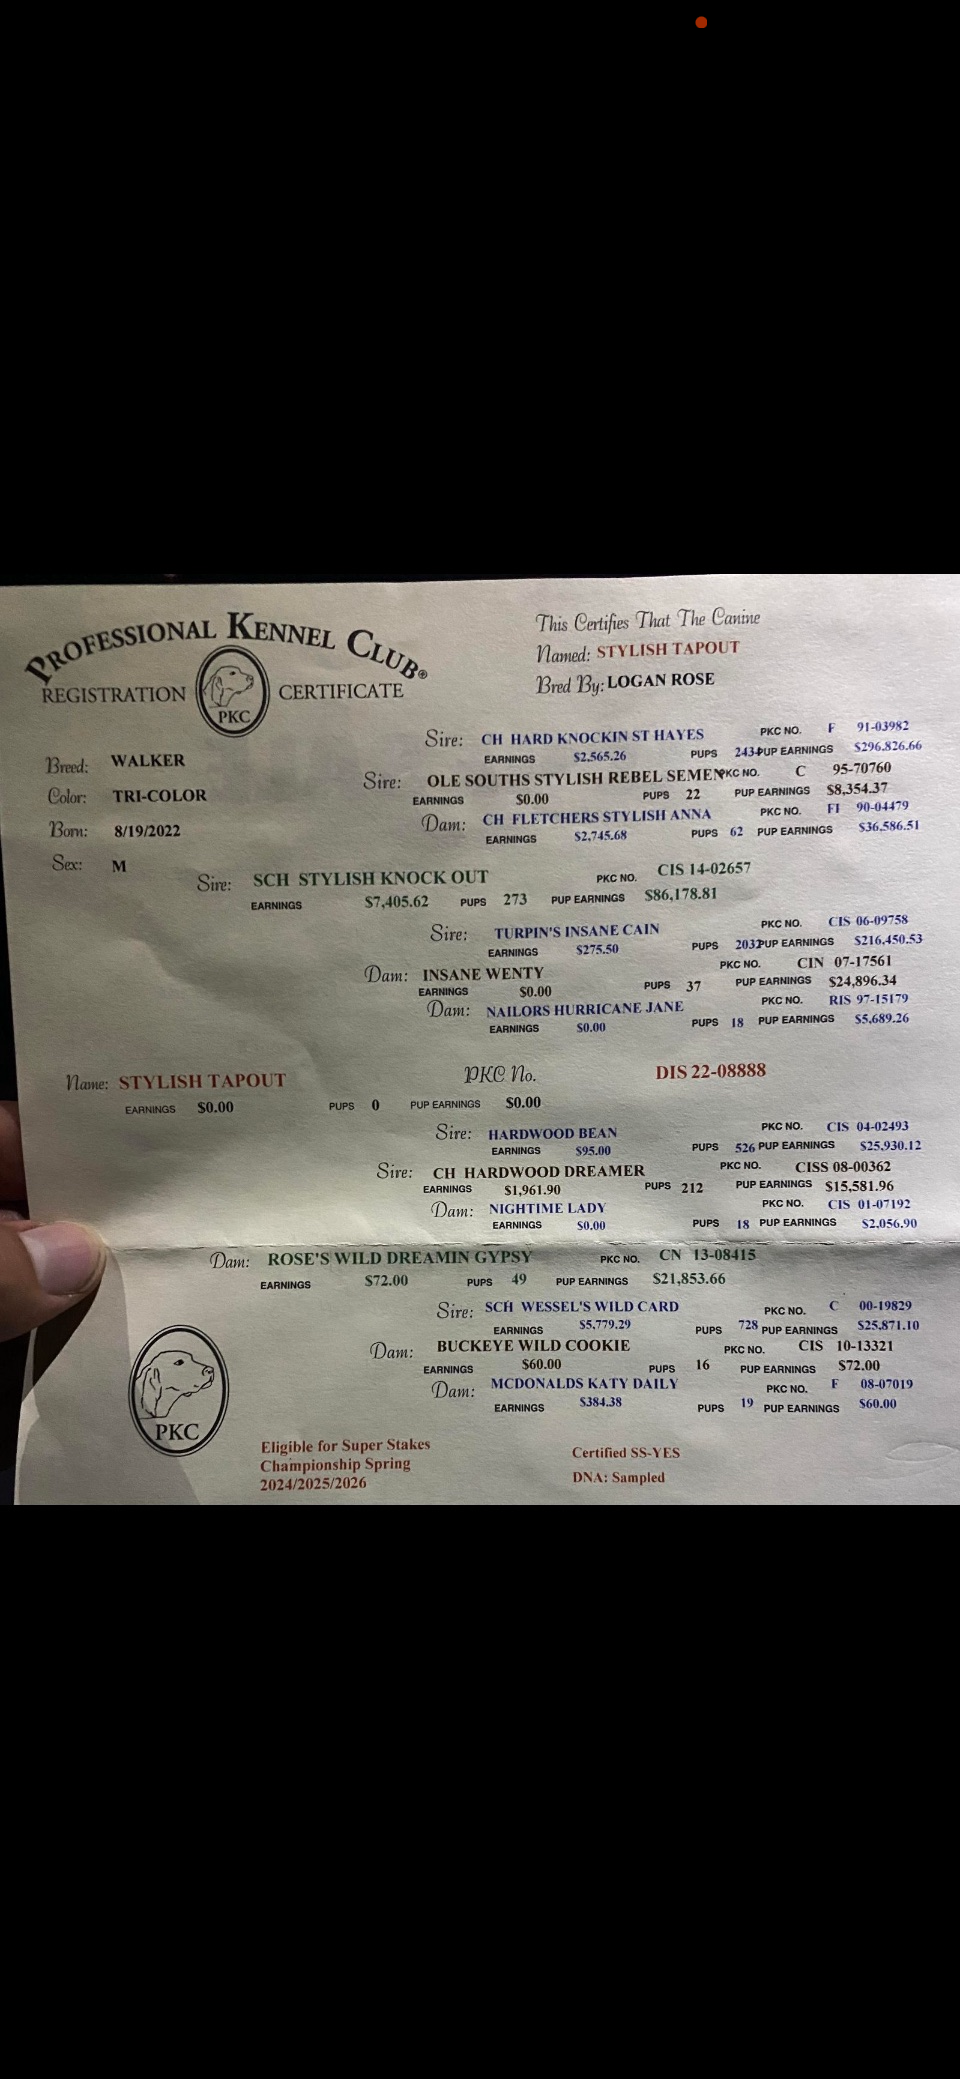 PROFESSIONAL KENNEL CLUB®
REGISTRATION CERTIFICATE
PKC
This Certifies That The Canine
Named: STYLISH TAPOUT
Bred By: LOGAN ROSE
Breed: WALKER
Color: TRI-COLOR
Born: 8/19/2022
Sex: M
Sire: CH HARD KNOCKIN ST HAYES PKC NO. F 91-03982
EARNINGS $2,565.26 PUPS 2434 PUP EARNINGS $296,826.66
Sire: OLE SOUTHS STYLISH REBEL SEMEN PKC NO. C 95-70760
EARNINGS $0.00 PUPS 22 PUP EARNINGS $8,354.37
Dam: CH FLETCHERS STYLISH ANNA PKC NO. FI 90-04479
EARNINGS $2,745.68 PUPS 62 PUP EARNINGS $36,586.51
Sire: SCH STYLISH KNOCK OUT PKC NO. CIS 14-02657
EARNINGS $7,405.62 PUPS 273 PUP EARNINGS $86,178.81
Sire: TURPIN'S INSANE CAIN PKC NO. CIS 06-09758
EARNINGS $275.50 PUPS 2032 PUP EARNINGS $216,450.53
Dam: INSANE WENTY PKC NO. CIN 07-17561
EARNINGS $0.00 PUPS 37 PUP EARNINGS $24,896.34
Dam: NAILORS HURRICANE JANE PKC NO. RIS 97-15179
EARNINGS $0.00 PUPS 18 PUP EARNINGS $5,689.26
Name: STYLISH TAPOUT PKC No. DIS 22-08888
EARNINGS $0.00 PUPS 0 PUP EARNINGS $0.00
Sire: HARDWOOD BEAN PKC NO. CIS 04-02493
EARNINGS $95.00 PUPS 526 PUP EARNINGS $25,930.12
Sire: CH HARDWOOD DREAMER PKC NO. CISS 08-00362
EARNINGS $1,961.90 PUPS 212 PUP EARNINGS $15,581.96
Dam: NIGHTIME LADY PKC NO. CIS 01-07192
EARNINGS $0.00 PUPS 18 PUP EARNINGS $2,056.90
Dam: ROSE'S WILD DREAMIN GYPSY PKC NO. CN 13-08415
EARNINGS $72.00 PUPS 49 PUP EARNINGS $21,853.66
Sire: SCH WESSEL'S WILD CARD PKC NO. C 00-19829
EARNINGS $5,779.29 PUPS 728 PUP EARNINGS $25,871.10
Dam: BUCKEYE WILD COOKIE PKC NO. CIS 10-13321
EARNINGS $60.00 PUPS 16 PUP EARNINGS $72.00
Dam: MCDONALDS KATY DAILY PKC NO. F 08-07019
EARNINGS $384.38 PUPS 19 PUP EARNINGS $60.00
PKC
Eligible for Super Stakes
Championship Spring
2024/2025/2026
Certified SS-YES
DNA: Sampled